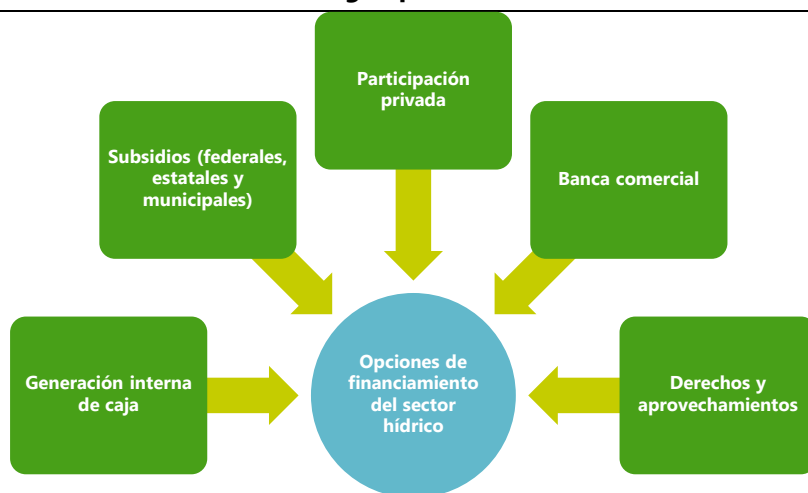 Participación
privada
Subsidios (federales,
estatales y
municipales)
Banca comercial
Generación interna
de caja
Opciones de
financiamiento
del sector
hídrico
Derechos y
aprovechamientos